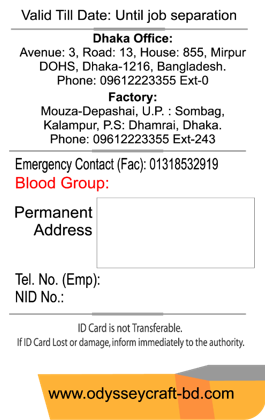 Valid Till Date: Until job separation
Dhaka Office:
Avenue: 3, Road: 13, House: 855, Mirpur
DOHS, Dhaka-1216, Bangladesh.
Phone: 09612223355 Ext-0
Factory:
Mouza-Depashai, U.P. : Sombag,
Kalampur, P.S: Dhamrai, Dhaka.
Phone: 09612223355 Ext-243
Emergency Contact (Fac): 01318532919
Blood Group:
Permanent
Address
Tel. No. (Emp):
NID No.:
ID Card is not Transferable.
If ID Card Lost or damage, inform immediately to the authority.
www.odysseycraft-bd.com